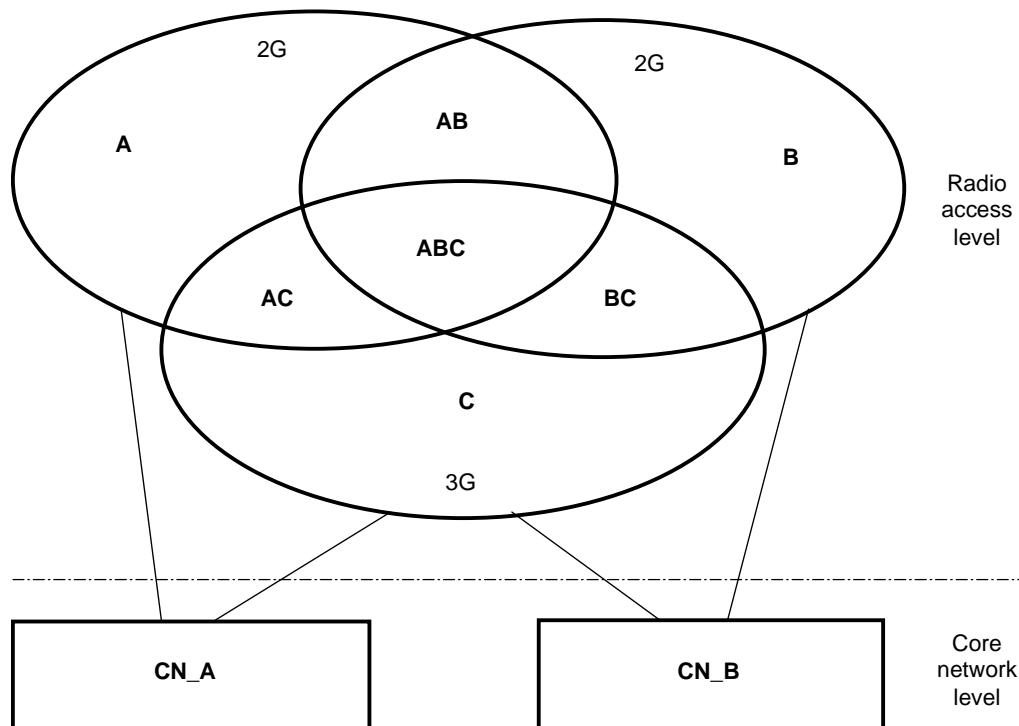 2G
2G
AB
A
B
Radio
access
level
ABC
AC
BC
C
3G
CN_A
CN_B
Core
network
level